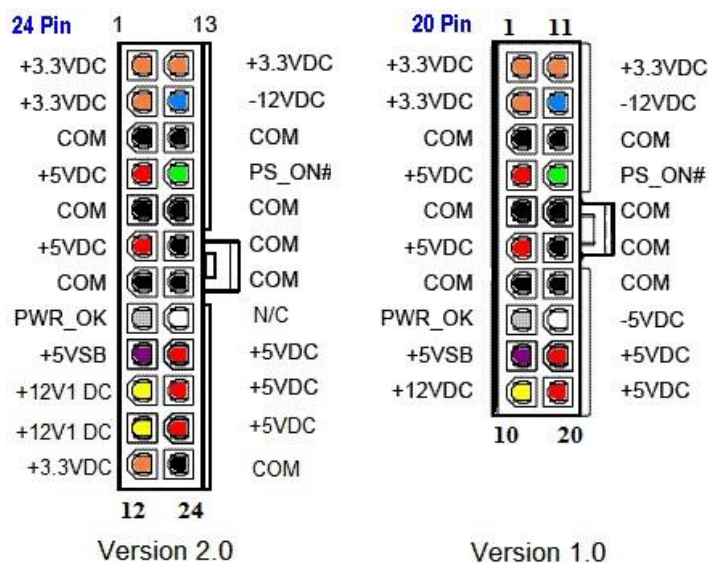 24 Pin
1 13
+3.3VDC +3.3VDC
+3.3VDC -12VDC
COM COM
+5VDC PS_ON#
COM COM
+5VDC COM
COM COM
PWR_OK N/C
+5VSB +5VDC
+12V1 DC +5VDC
+12V1 DC +5VDC
+3.3VDC COM
12 24
Version 2.0
20 Pin
1 11
+3.3VDC +3.3VDC
+3.3VDC -12VDC
COM COM
+5VDC PS_ON#
COM COM
+5VDC COM
COM COM
PWR_OK -5VDC
+5VSB +5VDC
+12VDC +5VDC
10 20
Version 1.0